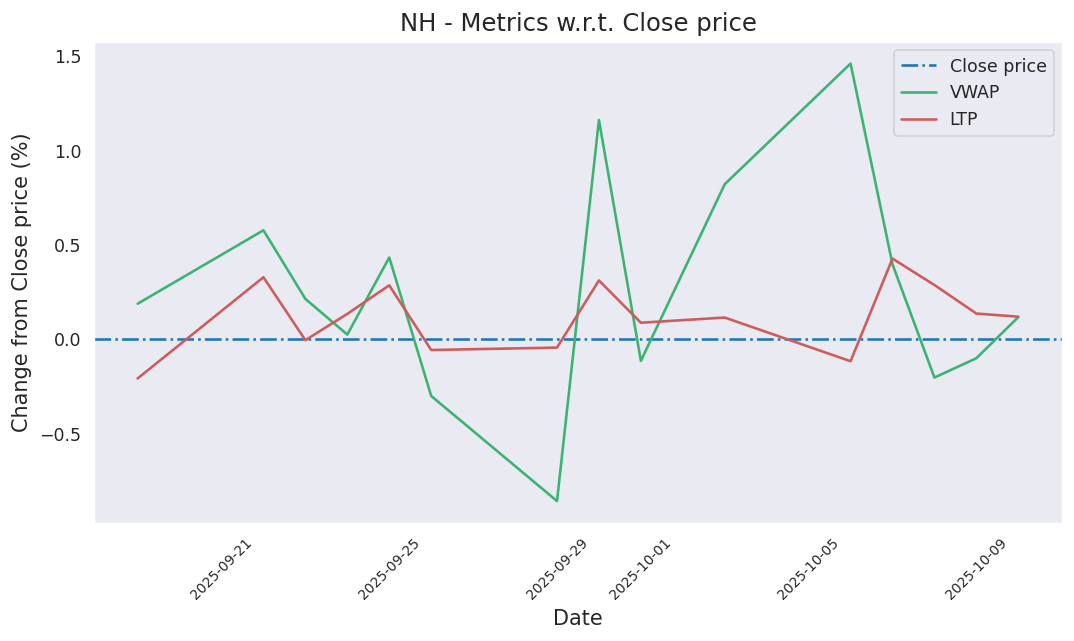 NH - Metrics w.r.t. Close price
Change from Close price (%)
1.5
1.0
0.5
0.0
−0.5
Close price
VWAP
LTP
2025-09-21
2025-09-25
2025-09-29
2025-10-01
2025-10-05
2025-10-09
Date